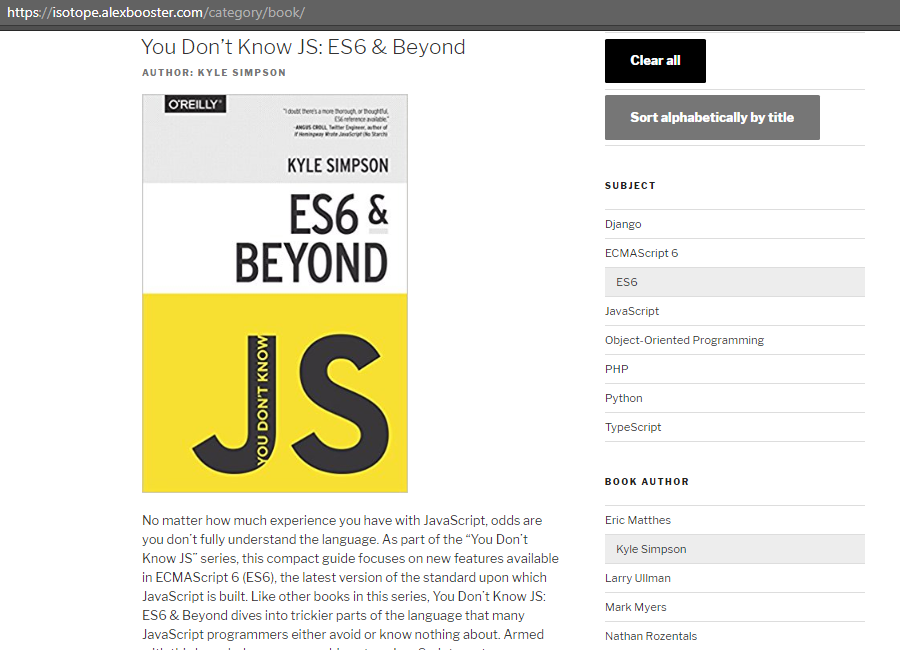 https://isotope.alexbooster.com/category/book/
You Don’t Know JS: ES6 & Beyond
AUTHOR: KYLE SIMPSON
O'REILLY®
"I doubt there's a more thorough, or thoughtful,
ES6 reference available."
-ANGUS CROLL, Twitter Engineer, author of
If Hemingway Wrote JavaScript (No Starch)
KYLE SIMPSON
ES6 &
BEYOND
YOU DON'T KNOW
JS
No matter how much experience you have with JavaScript, odds are
you don’t fully understand the language. As part of the “You Don’t
Know JS” series, this compact guide focuses on new features available
in ECMAScript 6 (ES6), the latest version of the standard upon which
JavaScript is built. Like other books in this series, You Don’t Know JS:
ES6 & Beyond dives into trickier parts of the language that many
JavaScript programmers either avoid or know nothing about. Armed
Clear all
Sort alphabetically by title
SUBJECT
Django
ECMAScript 6
ES6
JavaScript
Object-Oriented Programming
PHP
Python
TypeScript
BOOK AUTHOR
Eric Matthes
Kyle Simpson
Larry Ullman
Mark Myers
Nathan Rozentals